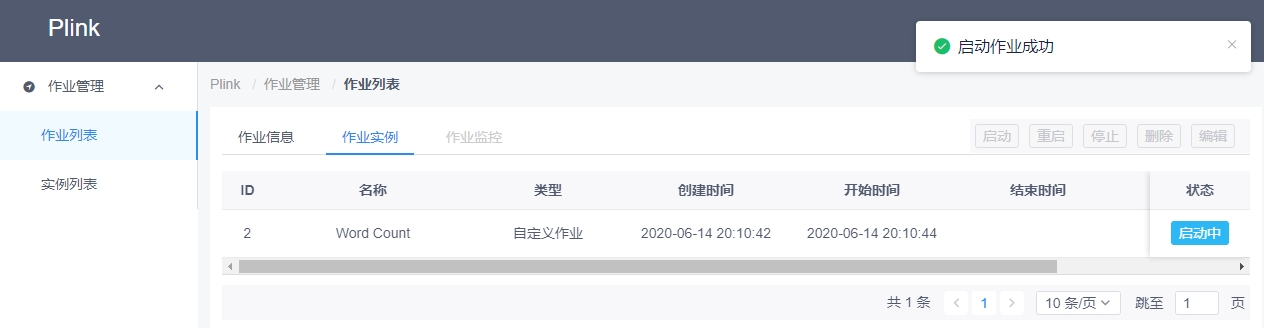 Plink
启动作业成功
作业管理
Plink / 作业管理 / 作业列表
作业列表
实例列表
作业信息 作业实例 作业监控 启动 重启 停止 删除 编辑
ID 名称 类型 创建时间 开始时间 结束时间 状态
2 Word Count 自定义作业 2020-06-14 20:10:42 2020-06-14 20:10:44 启动中
共 1 条 1 10 条/页 跳至 1 页